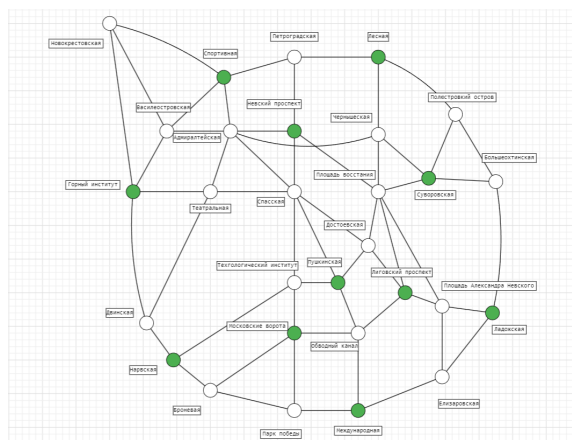 Петроградская
Лесная
Новокрестовская
Спортивная
Полюстровкий остров
Василеостровская
Невский проспект
Чернышвская
Адмиралтейская
Большеохтинская
Площадь восстания
Горный институт
Суворовская
Спасская
Театральная
Достоевская
Технологический институт
Пушкинская
Лиговский проспект
Площадь Александра невского
Двинская
Московские ворота
Ладожская
Обводный канал
Нарвская
Броневая
Елизаровская
Парк победы
Международная